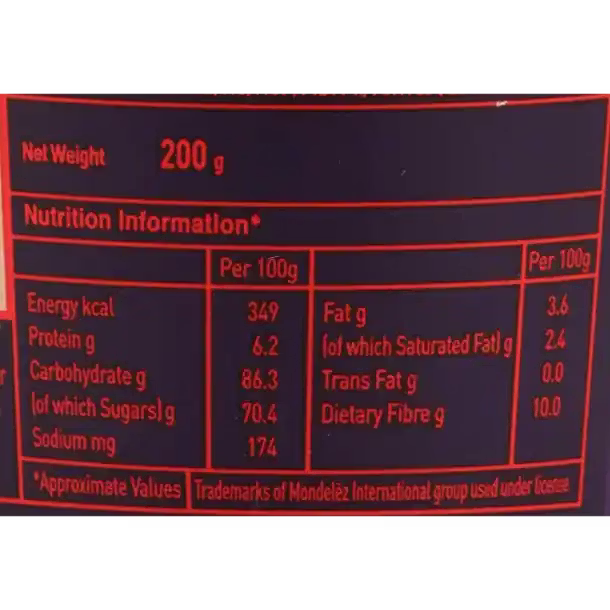 Net Weight 200 g
Nutrition Information*
Per 100g Per 100g
Energy kcal 349 Fat g 3.6
Protein g 6.2 (of which Saturated Fat) g 2.4
Carbohydrate g 86.3 Trans Fat g 0.0
(of which Sugars) g 70.4 Dietary Fibre g 10.0
Sodium mg 174
*Approximate Values Trademarks of Mondelēz International group used under license